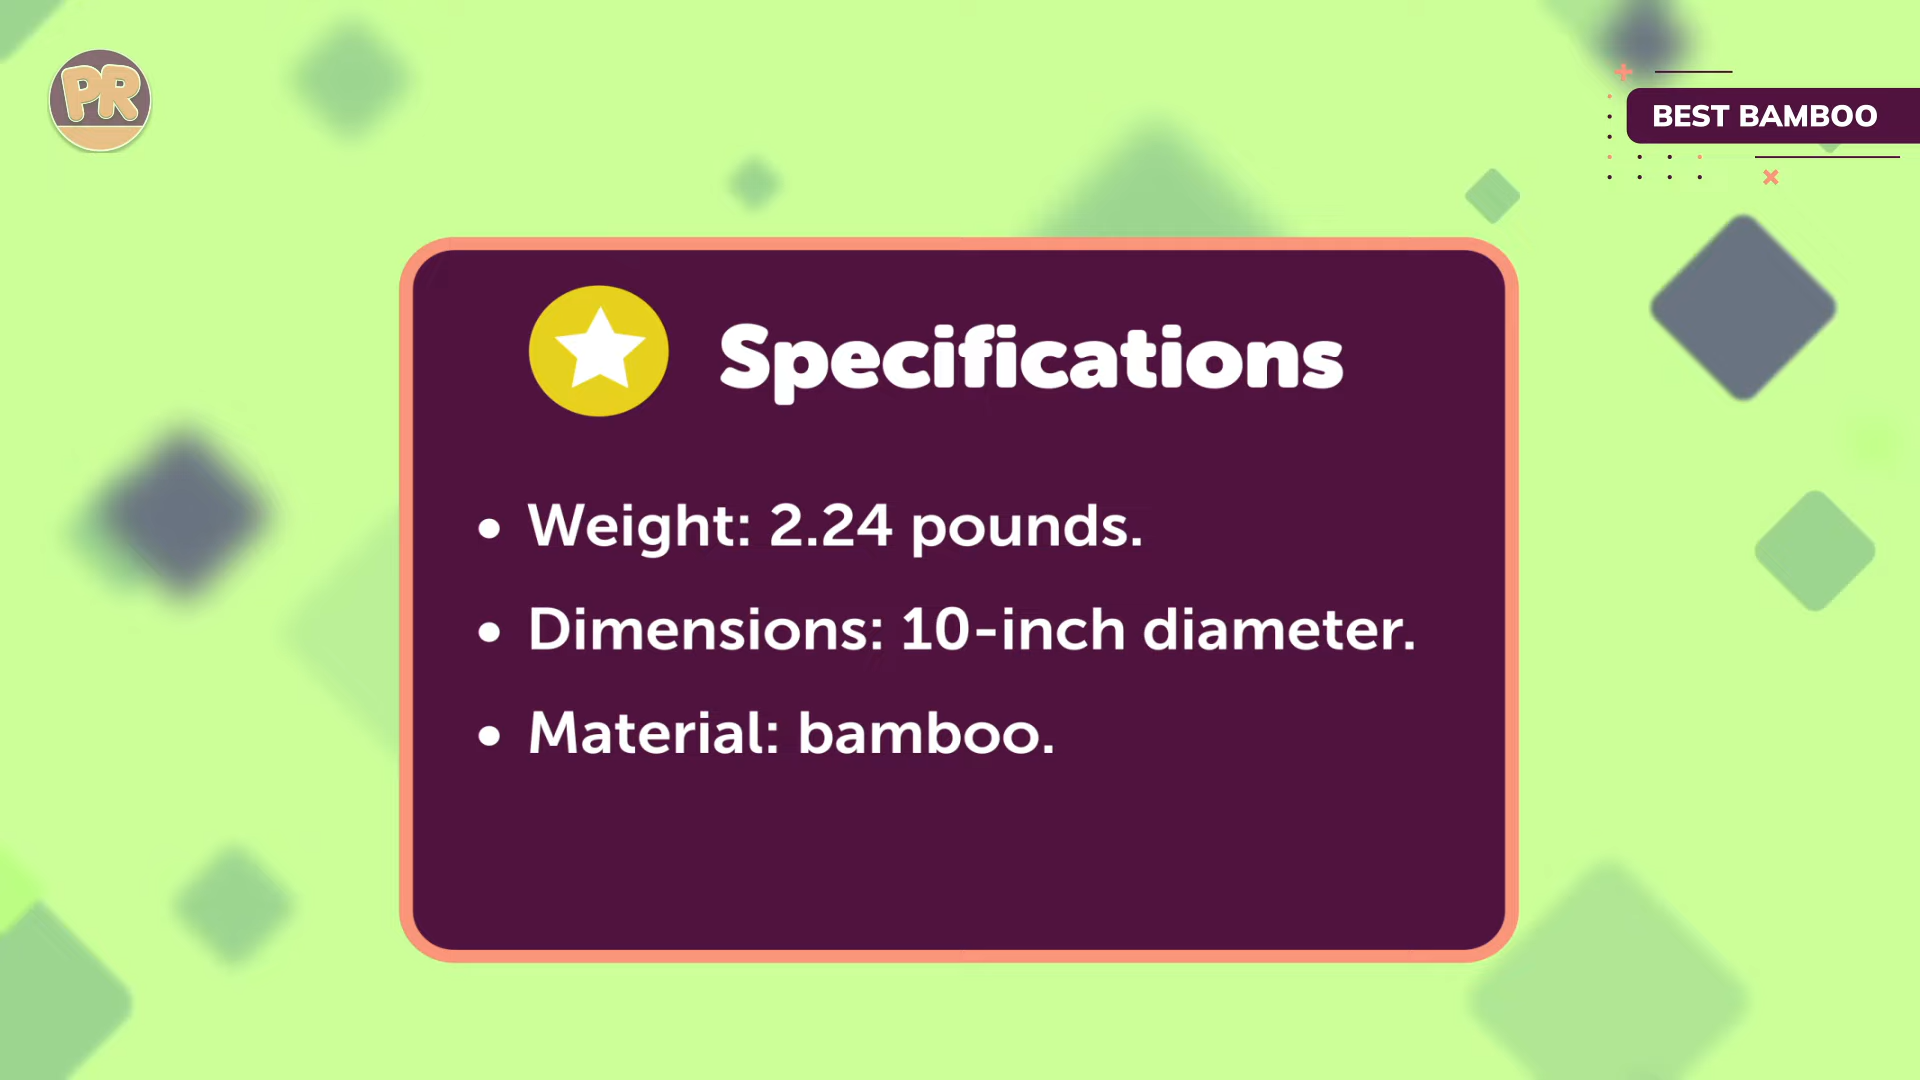 PR
BEST BAMBOO
Specifications
• Weight: 2.24 pounds.
• Dimensions: 10-inch diameter.
• Material: bamboo.